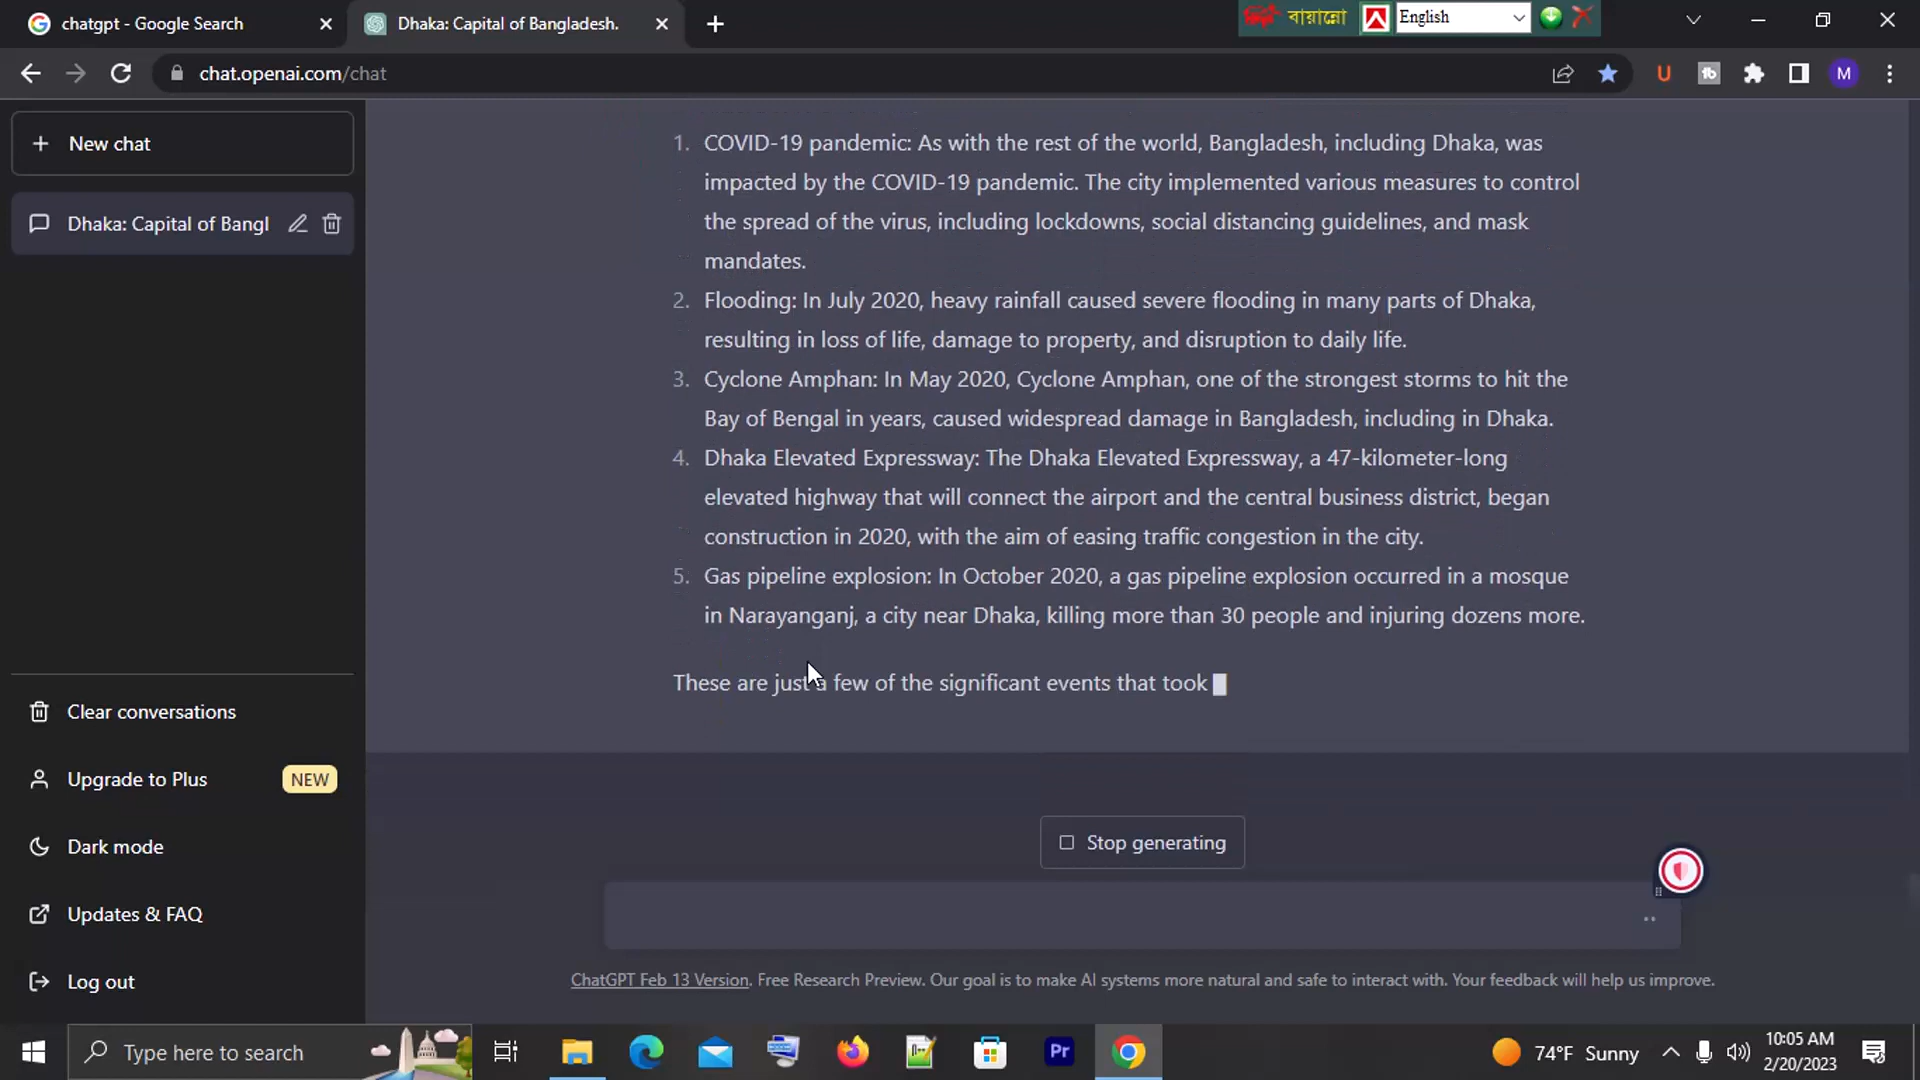 chatgpt - Google Search
Dhaka: Capital of Bangladesh.
বায়ান্নো
English
chat.openai.com/chat
U
M
New chat
Dhaka: Capital of Bangl
1. COVID-19 pandemic: As with the rest of the world, Bangladesh, including Dhaka, was
impacted by the COVID-19 pandemic. The city implemented various measures to control
the spread of the virus, including lockdowns, social distancing guidelines, and mask
mandates.
2. Flooding: In July 2020, heavy rainfall caused severe flooding in many parts of Dhaka,
resulting in loss of life, damage to property, and disruption to daily life.
3. Cyclone Amphan: In May 2020, Cyclone Amphan, one of the strongest storms to hit the
Bay of Bengal in years, caused widespread damage in Bangladesh, including in Dhaka.
4. Dhaka Elevated Expressway: The Dhaka Elevated Expressway, a 47-kilometer-long
elevated highway that will connect the airport and the central business district, began
construction in 2020, with the aim of easing traffic congestion in the city.
5. Gas pipeline explosion: In October 2020, a gas pipeline explosion occurred in a mosque
in Narayanganj, a city near Dhaka, killing more than 30 people and injuring dozens more.
These are just a few of the significant events that took
Clear conversations
Upgrade to Plus NEW
Dark mode
Updates & FAQ
Log out
Stop generating
ChatGPT Feb 13 Version. Free Research Preview. Our goal is to make AI systems more natural and safe to interact with. Your feedback will help us improve.
Type here to search
Pr
74°F Sunny
10:05 AM
2/20/2023